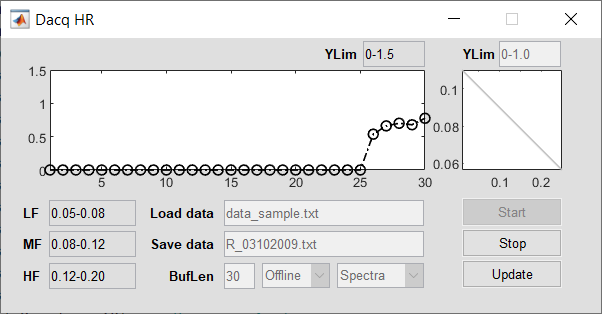 Dacq HR
YLim 0-1.5 YLim 0-1.0
1.5
1
0.5
0
5 10 15 20 25 30
0.1
0.08
0.06
0.1 0.2
LF 0.05-0.08 Load data data_sample.txt Start
MF 0.08-0.12 Save data R_03102009.txt Stop
HF 0.12-0.20 BufLen 30 Offline Spectra Update